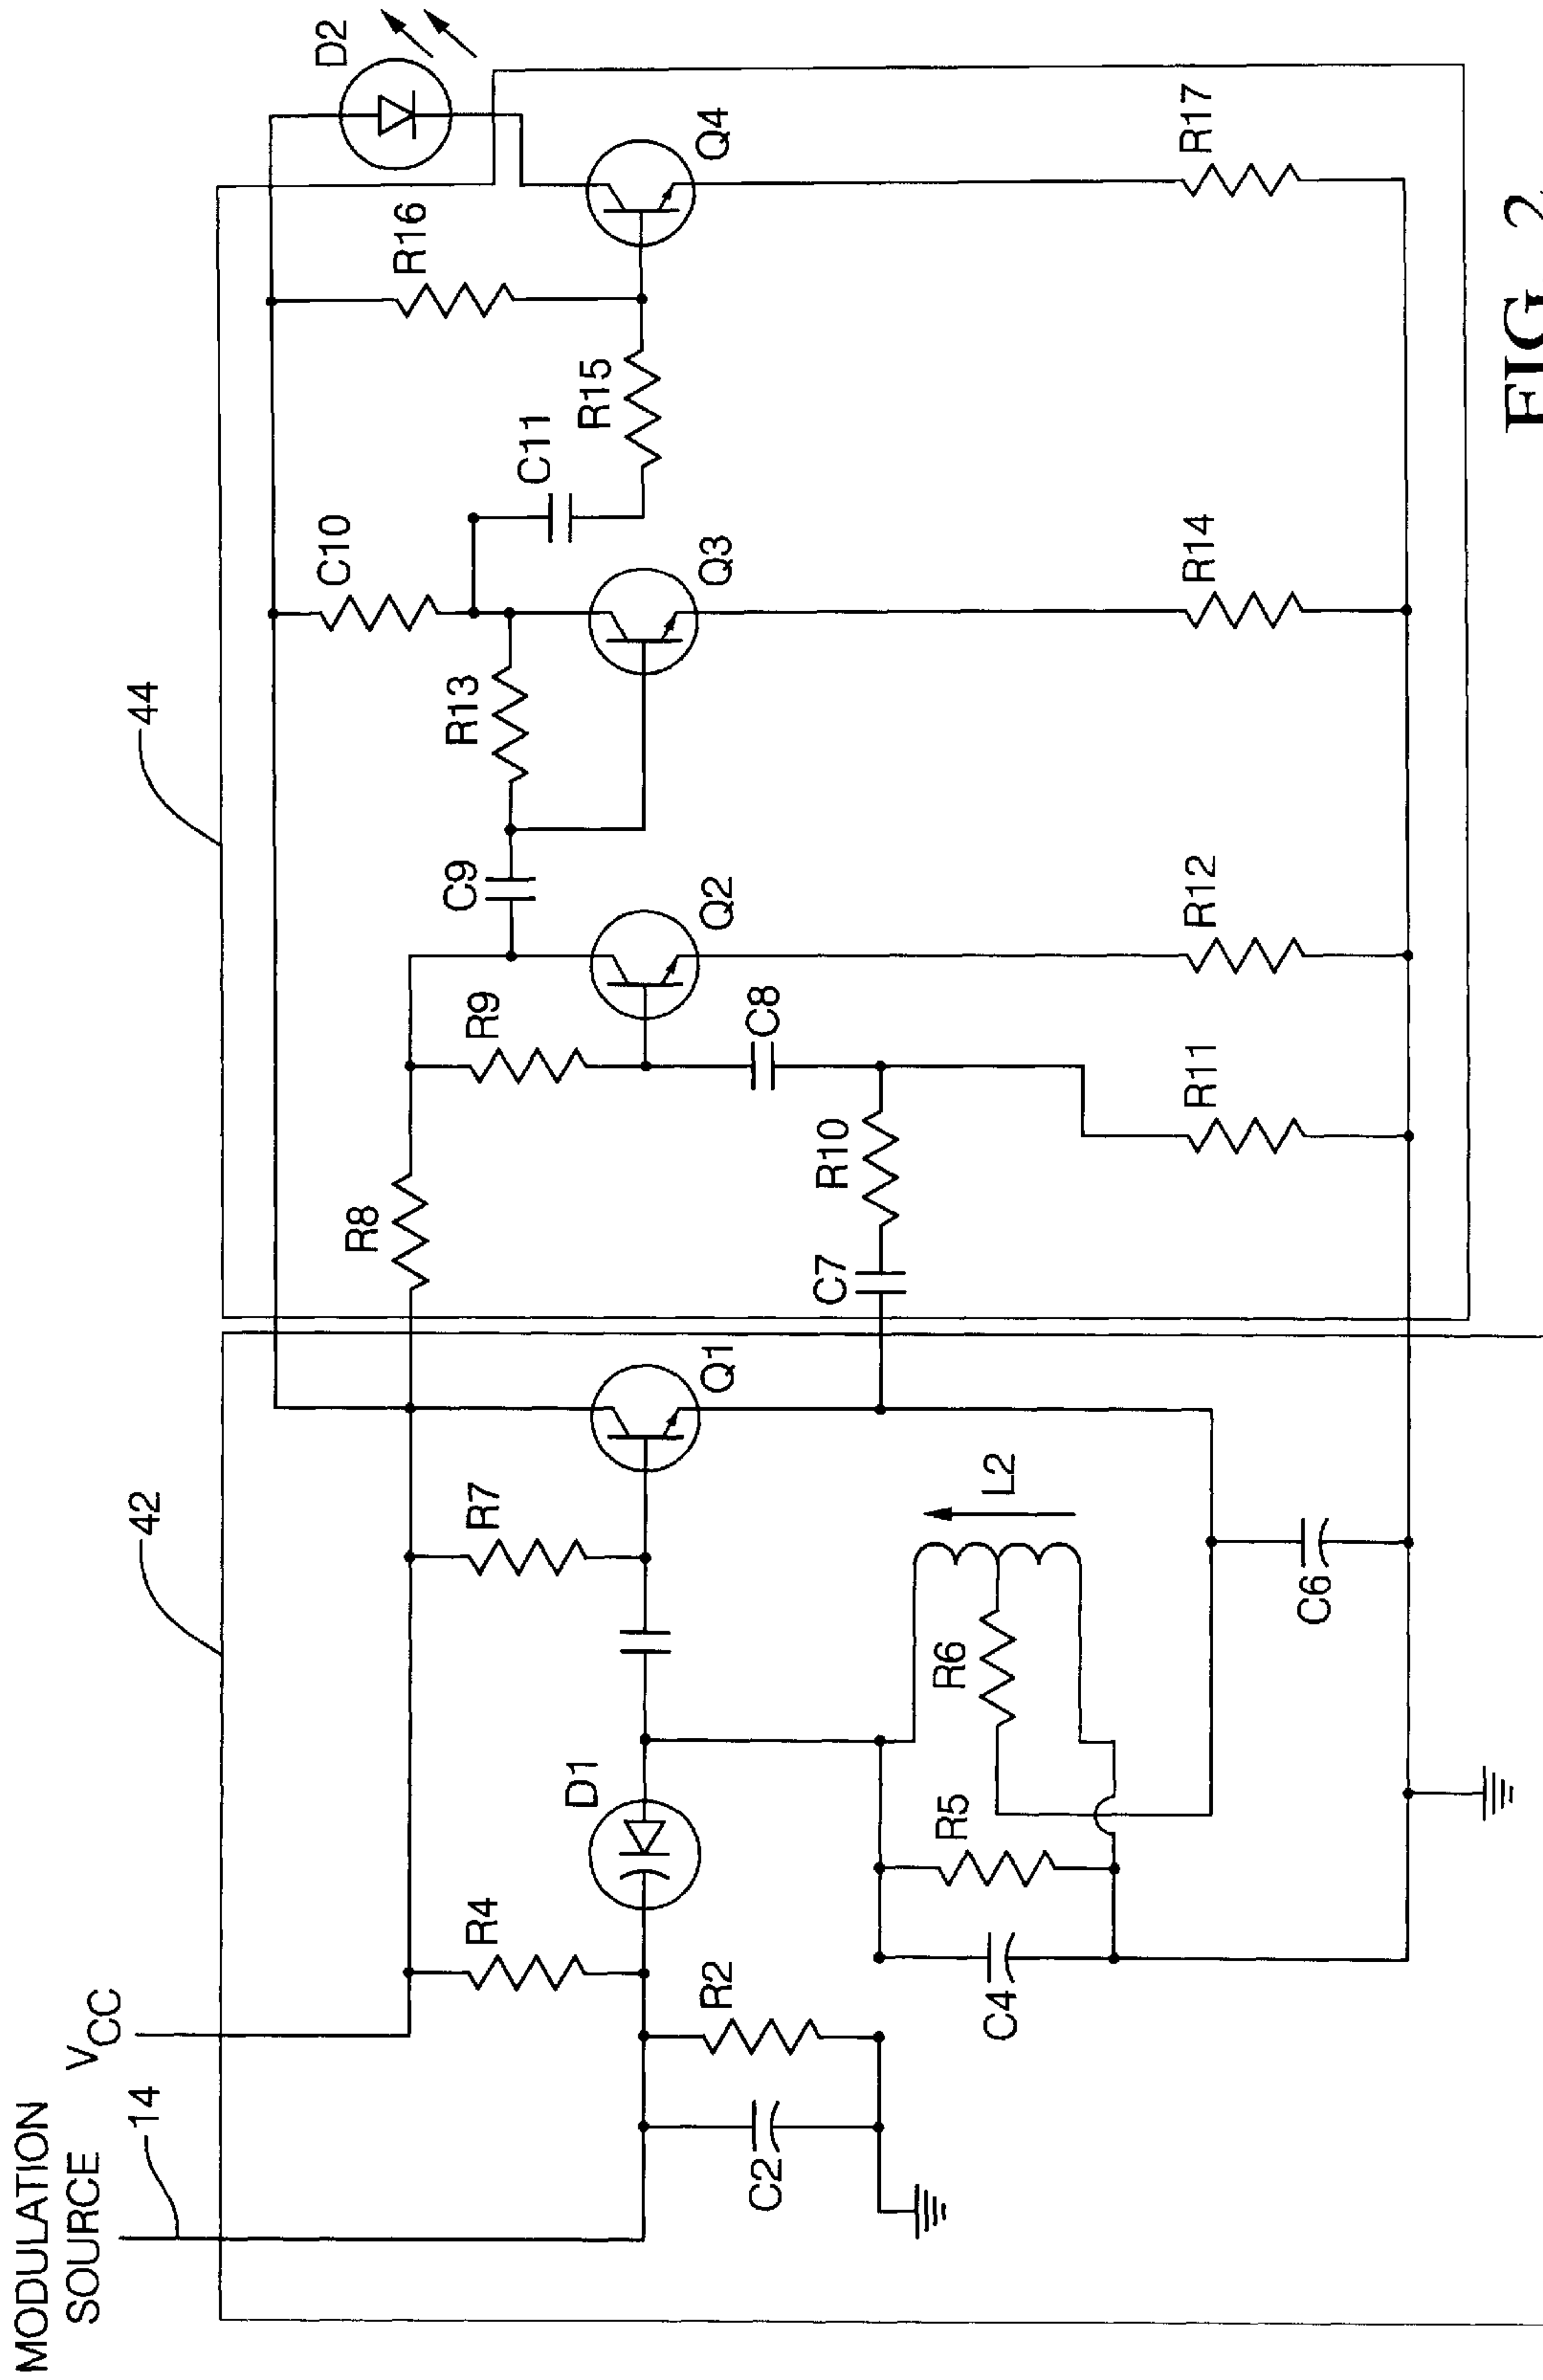 MODULATION
SOURCE
V_CC
14
42
44
R4
R7
R8
R9
R13
C10
C11
R16
D2
D1
Q1
Q2
Q3
Q4
C9
R15
C2
R2
C4
R5
R6
L2
C6
C7
R10
C8
R11
R12
R14
R17
FIG. 2